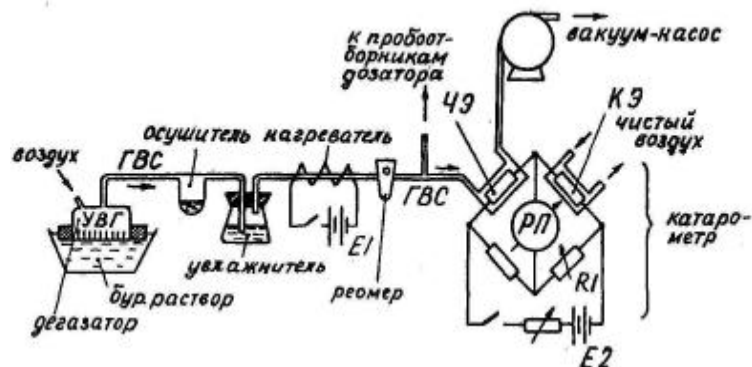 к пробоот-
борникам
дозатора
вакуум-насос
ЧЭ
КЭ
чистый
воздух
осушитель
нагреватель
воздух
ГВС
УВГ
ГВС
РП
катаро-
метр
увлажнитель
E1
реомер
R1
бур. раствор
дегазатор
E2